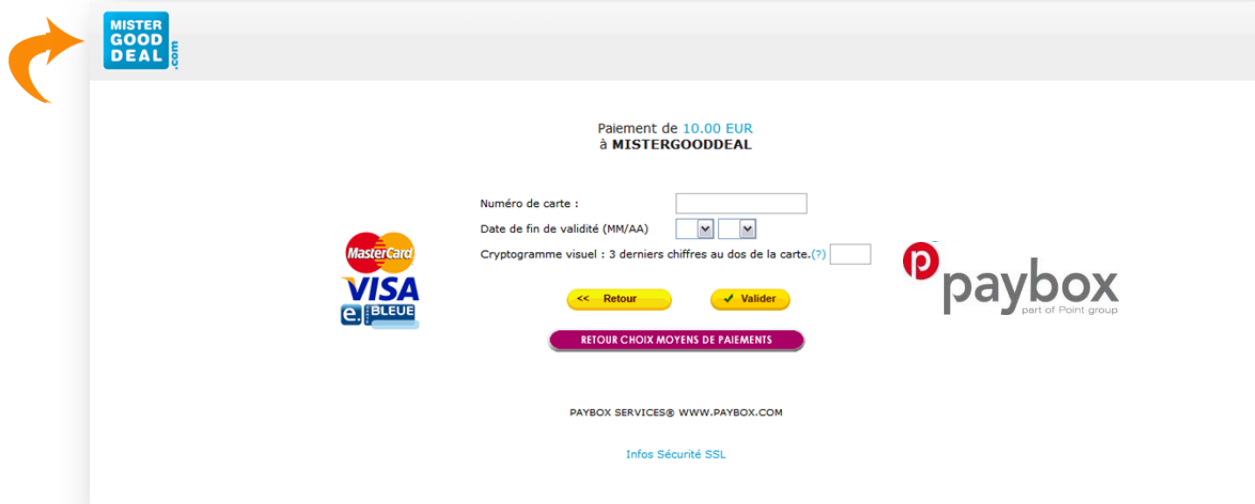 MISTER
GOOD
DEAL
.com
Paiement de 10.00 EUR
à MISTERGOODDEAL
Numéro de carte :
Date de fin de validité (MM/AA)
Cryptogramme visuel : 3 derniers chiffres au dos de la carte.(?)
MasterCard
VISA
e. BLEUE
p paybox
part of Point group
<< Retour
Valider
RETOUR CHOIX MOYENS DE PAIEMENTS
PAYBOX SERVICES® WWW.PAYBOX.COM
Infos Sécurité SSL